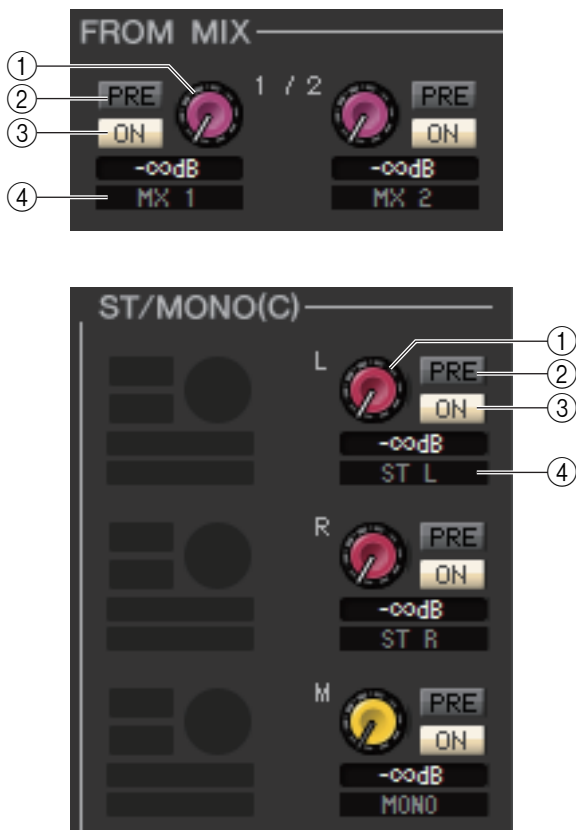 FROM MIX
① PRE 1 / 2 PRE
② ON ON
③ -∞dB -∞dB
④ MX 1 MX 2
ST/MONO(C)
L PRE ①
ON ②
-∞dB ③
ST L ④
R PRE
ON
-∞dB
ST R
M PRE
ON
-∞dB
MONO